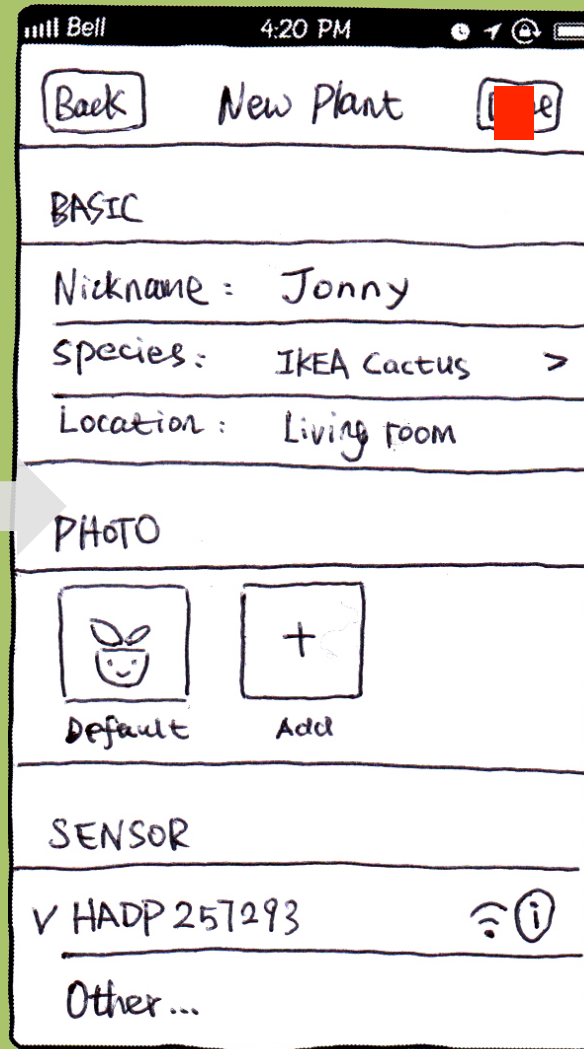 Bell 4:20 PM
Back New Plant
BASIC
Nickname: Jonny
Species: IKEA Cactus >
Location: Living room
PHOTO
+
Default Add
SENSOR
V HADP 257293 i
Other...